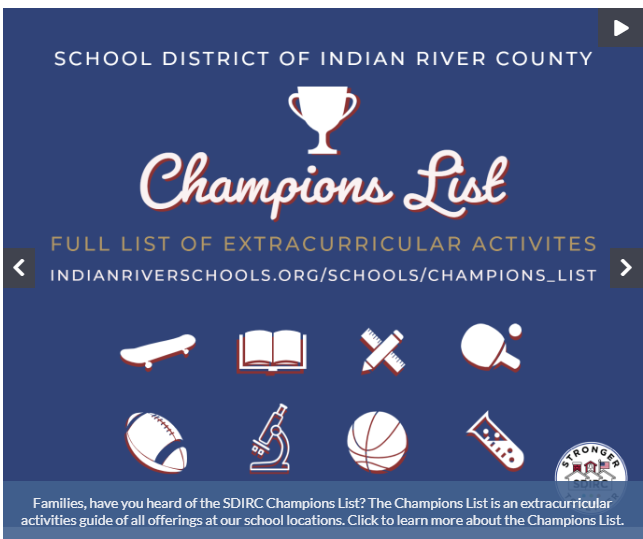 SCHOOL DISTRICT OF INDIAN RIVER COUNTY
Champions List
FULL LIST OF EXTRACURRICULAR ACTIVITES
INDIANRIVERSCHOOLS.ORG/SCHOOLS/CHAMPIONS_LIST
STRONGER
SDIRC
Families, have you heard of the SDIRC Champions List? The Champions List is an extracurricular
activities guide of all offerings at our school locations. Click to learn more about the Champions List.